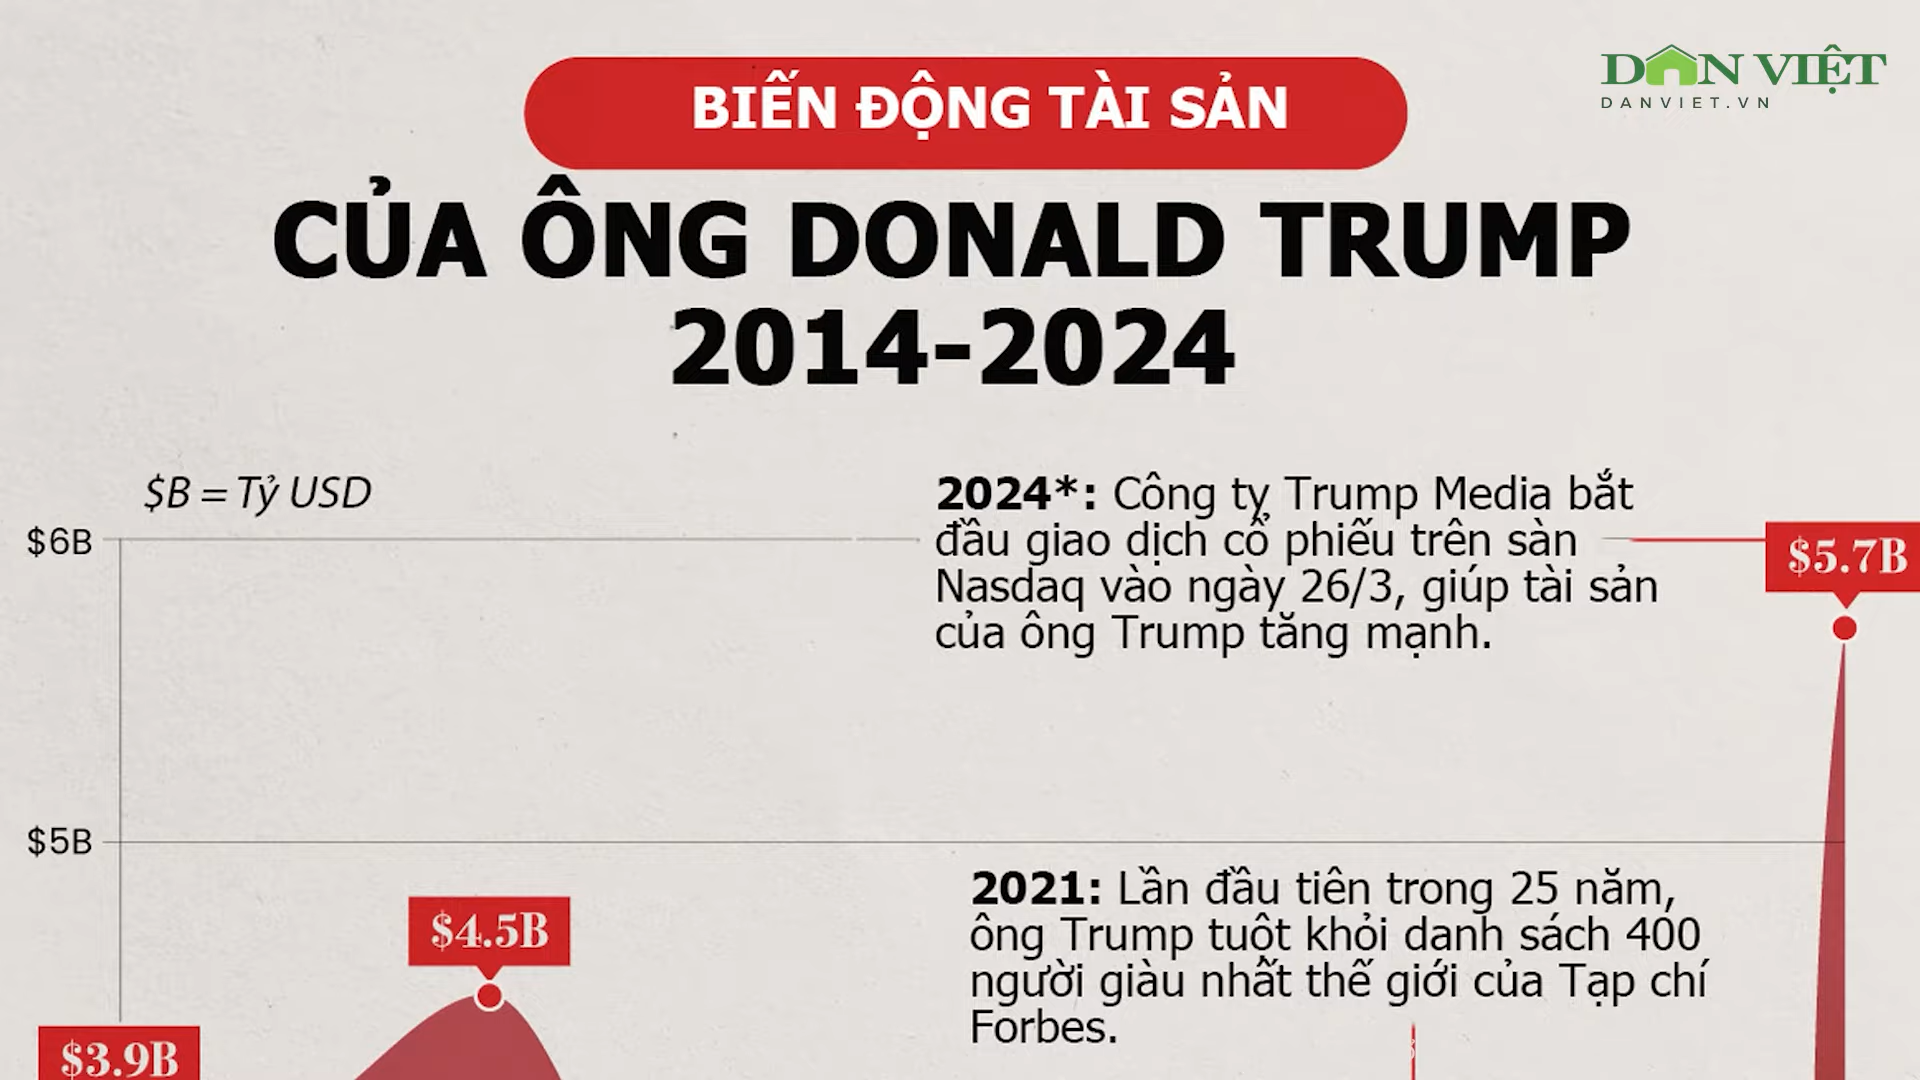 DÂN VIỆT
DANVIET.VN
BIẾN ĐỘNG TÀI SẢN
CỦA ÔNG DONALD TRUMP
2014-2024
$B = Tỷ USD
2024*: Công ty Trump Media bắt
đầu giao dịch cổ phiếu trên sàn
Nasdaq vào ngày 26/3, giúp tài sản
của ông Trump tăng mạnh.
$6B
$5.7B
$5B
2021: Lần đầu tiên trong 25 năm,
ông Trump tuột khỏi danh sách 400
người giàu nhất thế giới của Tạp chí
Forbes.
$4.5B
$3.9B